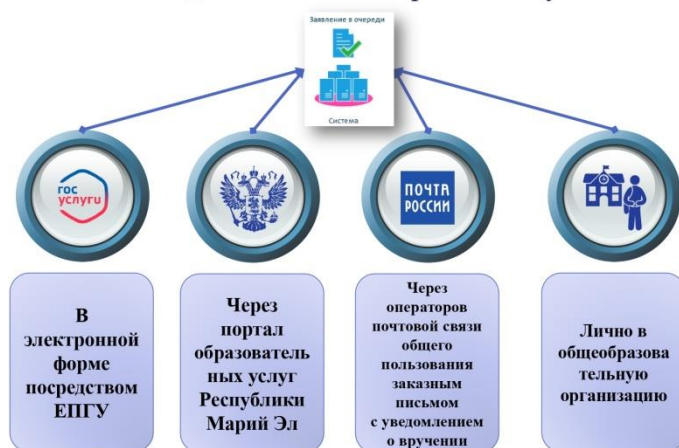 Заявление в очереди
Система
гос
услуги
ПОЧТА
РОССИИ
В
электронной
форме
посредством
ЕПГУ
Через
портал
образователь
ных услуг
Республики
Марий Эл
Через
операторов
почтовой связи
общего
пользования
заказным
письмом
с уведомлением
о вручении
Лично в
общеобразова
тельную
организацию